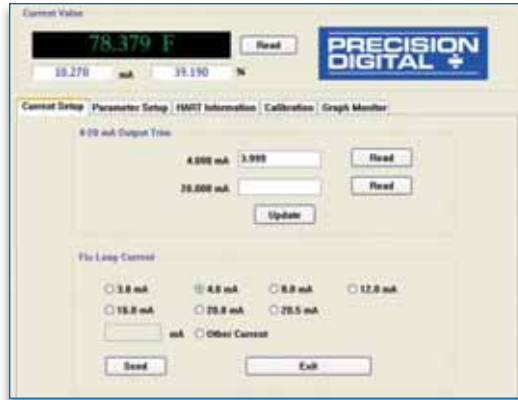 Current Value
78.379 F
Read
10.270 mA 39.190 %
PRECISION
DIGITAL
Current Setup Parameter Setup HART Information Calibration Graph Monitor
4-20 mA Output Trim
4.000 mA 3.999 Read
20.000 mA Read
Update
Fix Loop Current
3.8 mA 4.0 mA 8.0 mA 12.0 mA
16.0 mA 20.0 mA 20.5 mA
mA Other Current
Send Exit